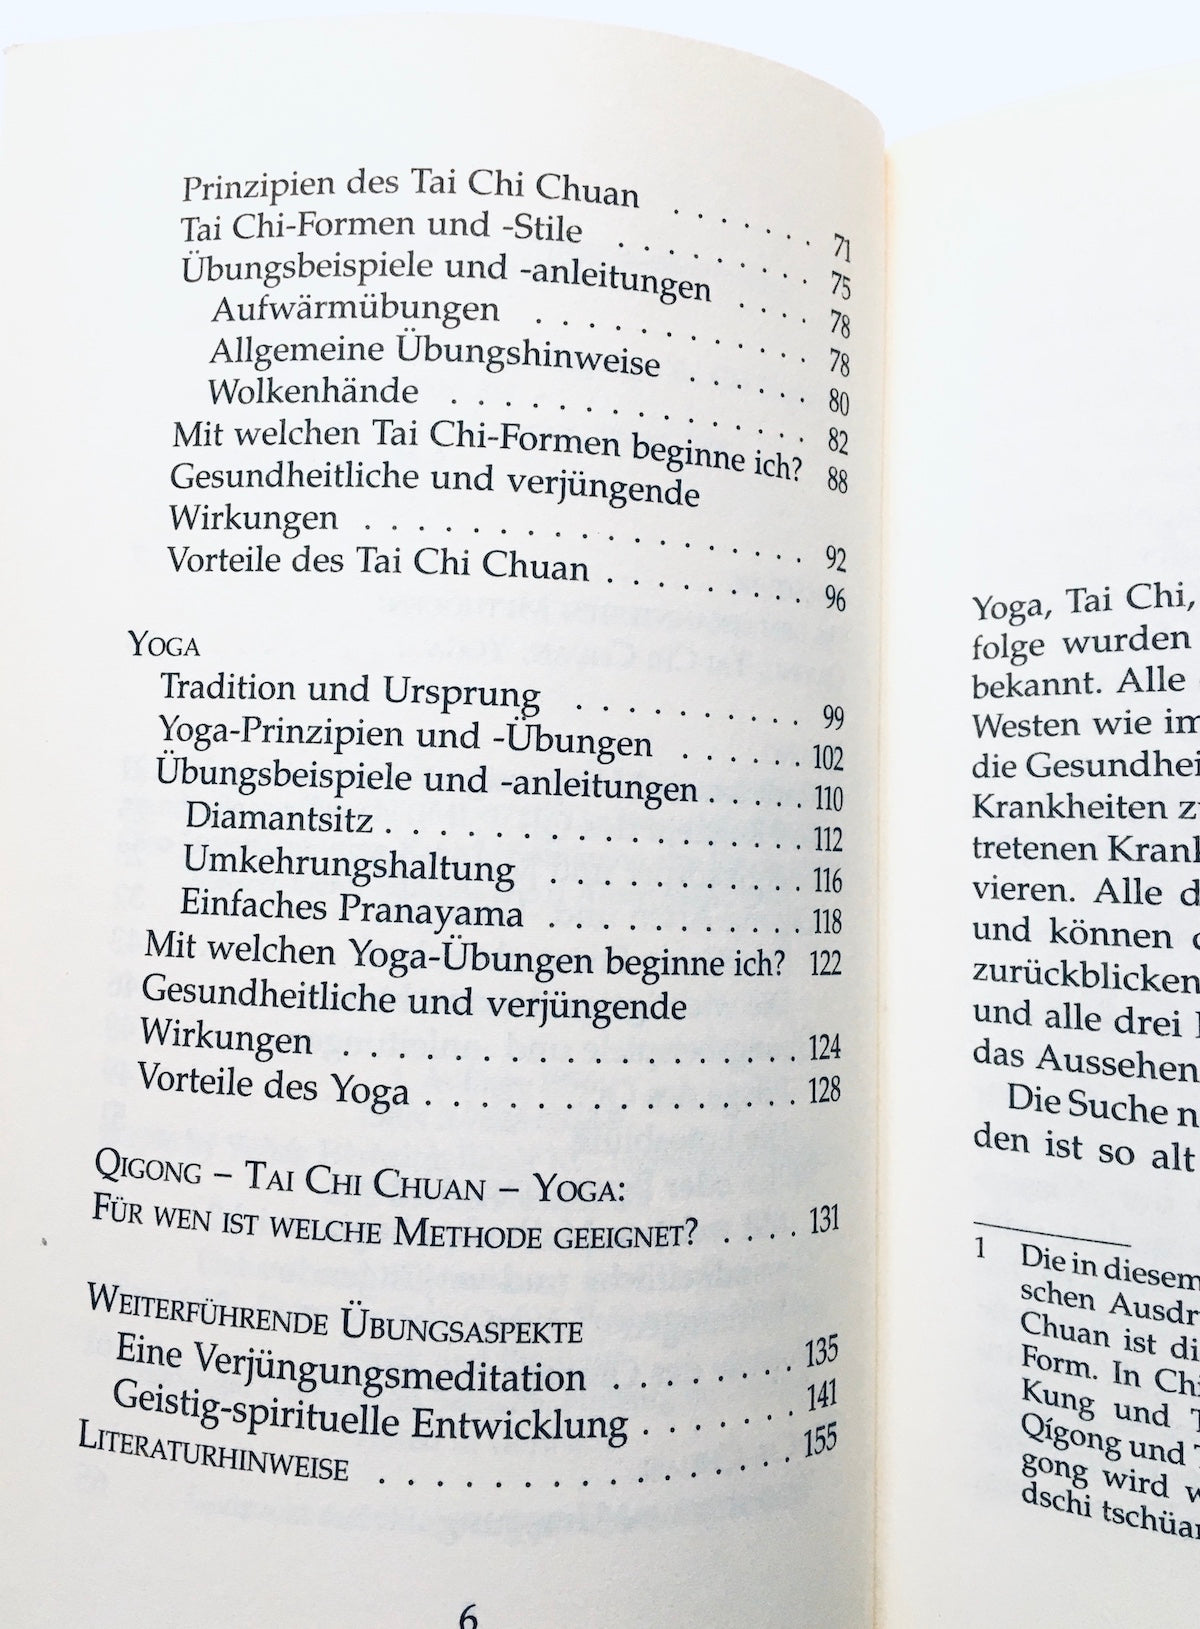 Prinzipien des Tai Chi Chuan . . . . . . . 71
Tai Chi-Formen und -Stile . . . . . . . . . 75
Übungsbeispiele und -anleitungen . . . . 78
Aufwärmübungen . . . . . . . . . . . 78
Allgemeine Übungshinweise . . . . . . 80
Wolkenhände . . . . . . . . . . . . . . 82
Mit welchen Tai Chi-Formen beginne ich? 88
Gesundheitliche und verjüngende
Wirkungen . . . . . . . . . . . . . . . . . 92
Vorteile des Tai Chi Chuan . . . . . . . . . 96
YOGA
Tradition und Ursprung . . . . . . . . . . 99
Yoga-Prinzipien und -Übungen . . . . . . 102
Übungsbeispiele und -anleitungen . . . . . 110
Diamantsitz . . . . . . . . . . . . . . . . 112
Umkehrungshaltung . . . . . . . . . . . 116
Einfaches Pranayama . . . . . . . . . . . 118
Mit welchen Yoga-Übungen beginne ich? 122
Gesundheitliche und verjüngende
Wirkungen . . . . . . . . . . . . . . . . . 124
Vorteile des Yoga . . . . . . . . . . . . . . 128
QIGONG – TAI CHI CHUAN – YOGA:
FÜR WEN IST WELCHE METHODE GEEIGNET? . . . . 131
WEITERFÜHRENDE ÜBUNGSASPEKTE
Eine Verjüngungsmeditation . . . . . . . . 135
Geistig-spirituelle Entwicklung . . . . . . . 141
LITERATURHINWEISE . . . . . . . . . . . . . . . . 155
6
Yoga, Tai Chi,
folge wurden
bekannt. Alle
Westen wie im
die Gesundhei
Krankheiten z
tretenen Krank
vieren. Alle d
und können
zurückblicken
und alle drei
das Aussehen
Die Suche n
den ist so alt
1 Die in diesem
schen Ausdr
Chuan ist di
Form. In Chi
Kung und T
Qígong und
gong wird w
dschi tschüan